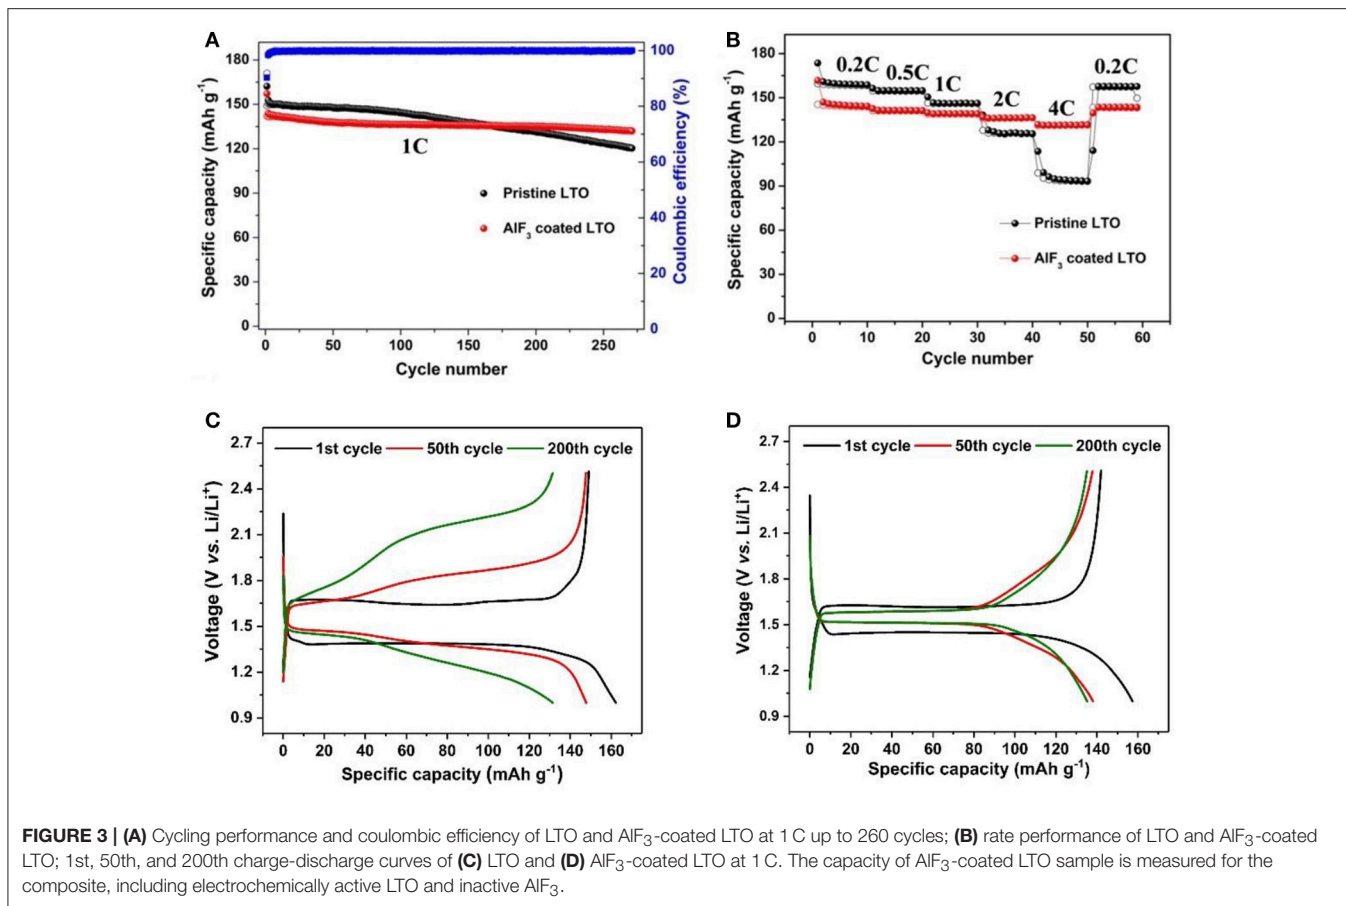 A
180
150
120
90
60
30
0
Specific capacity (mAh g⁻¹)
1C
Pristine LTO
AlF₃ coated LTO
100
80
60
40
20
0
Coulombic efficiency (%)
0 50 100 150 200 250
Cycle number
B
180
150
120
90
60
30
0
Specific capacity (mAh g⁻¹)
0.2C 0.5C 1C 2C 4C 0.2C
Pristine LTO
AlF₃ coated LTO
0 10 20 30 40 50 60
Cycle number
C
2.7
2.4
2.1
1.8
1.5
1.2
0.9
Voltage (V vs. Li/Li⁺)
1st cycle 50th cycle 200th cycle
0 20 40 60 80 100 120 140 160
Specific capacity (mAh g⁻¹)
D
2.7
2.4
2.1
1.8
1.5
1.2
0.9
Voltage (V vs. Li/Li⁺)
1st cycle 50th cycle 200th cycle
0 20 40 60 80 100 120 140 160
Specific capacity (mAh g⁻¹)
FIGURE 3 | (A) Cycling performance and coulombic efficiency of LTO and AlF₃-coated LTO at 1 C up to 260 cycles; (B) rate performance of LTO and AlF₃-coated
LTO; 1st, 50th, and 200th charge-discharge curves of (C) LTO and (D) AlF₃-coated LTO at 1 C. The capacity of AlF₃-coated LTO sample is measured for the
composite, including electrochemically active LTO and inactive AlF₃.